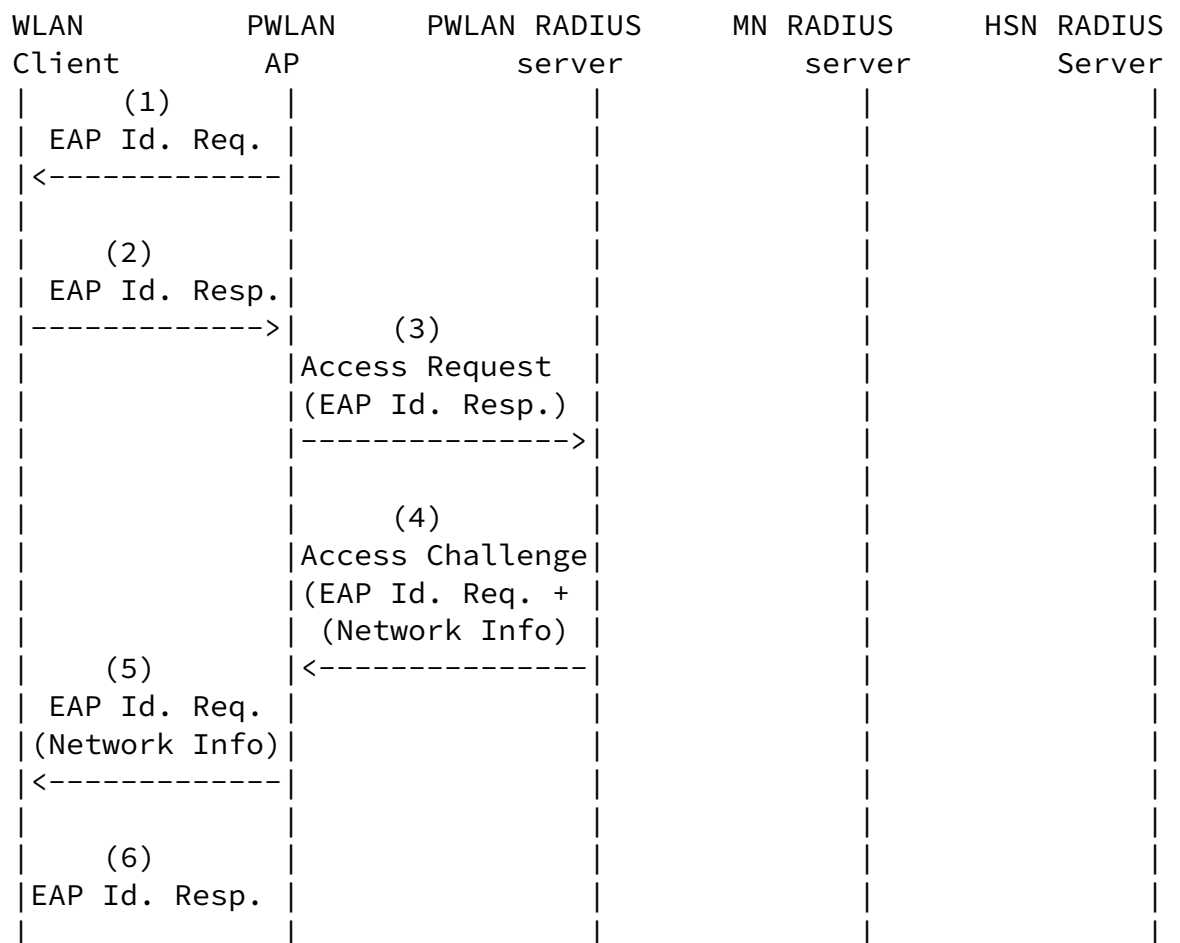 WLAN PWLAN PWLAN RADIUS MN RADIUS HSN RADIUS
Client AP server server Server
(1)
EAP Id. Req.
<-------------
(2)
EAP Id. Resp.
------------->
(3)
Access Request
(EAP Id. Resp.)
--------------->
(4)
Access Challenge
(EAP Id. Req. +
(Network Info)
<---------------
(5)
EAP Id. Req.
(Network Info)
<-------------
(6)
EAP Id. Resp.